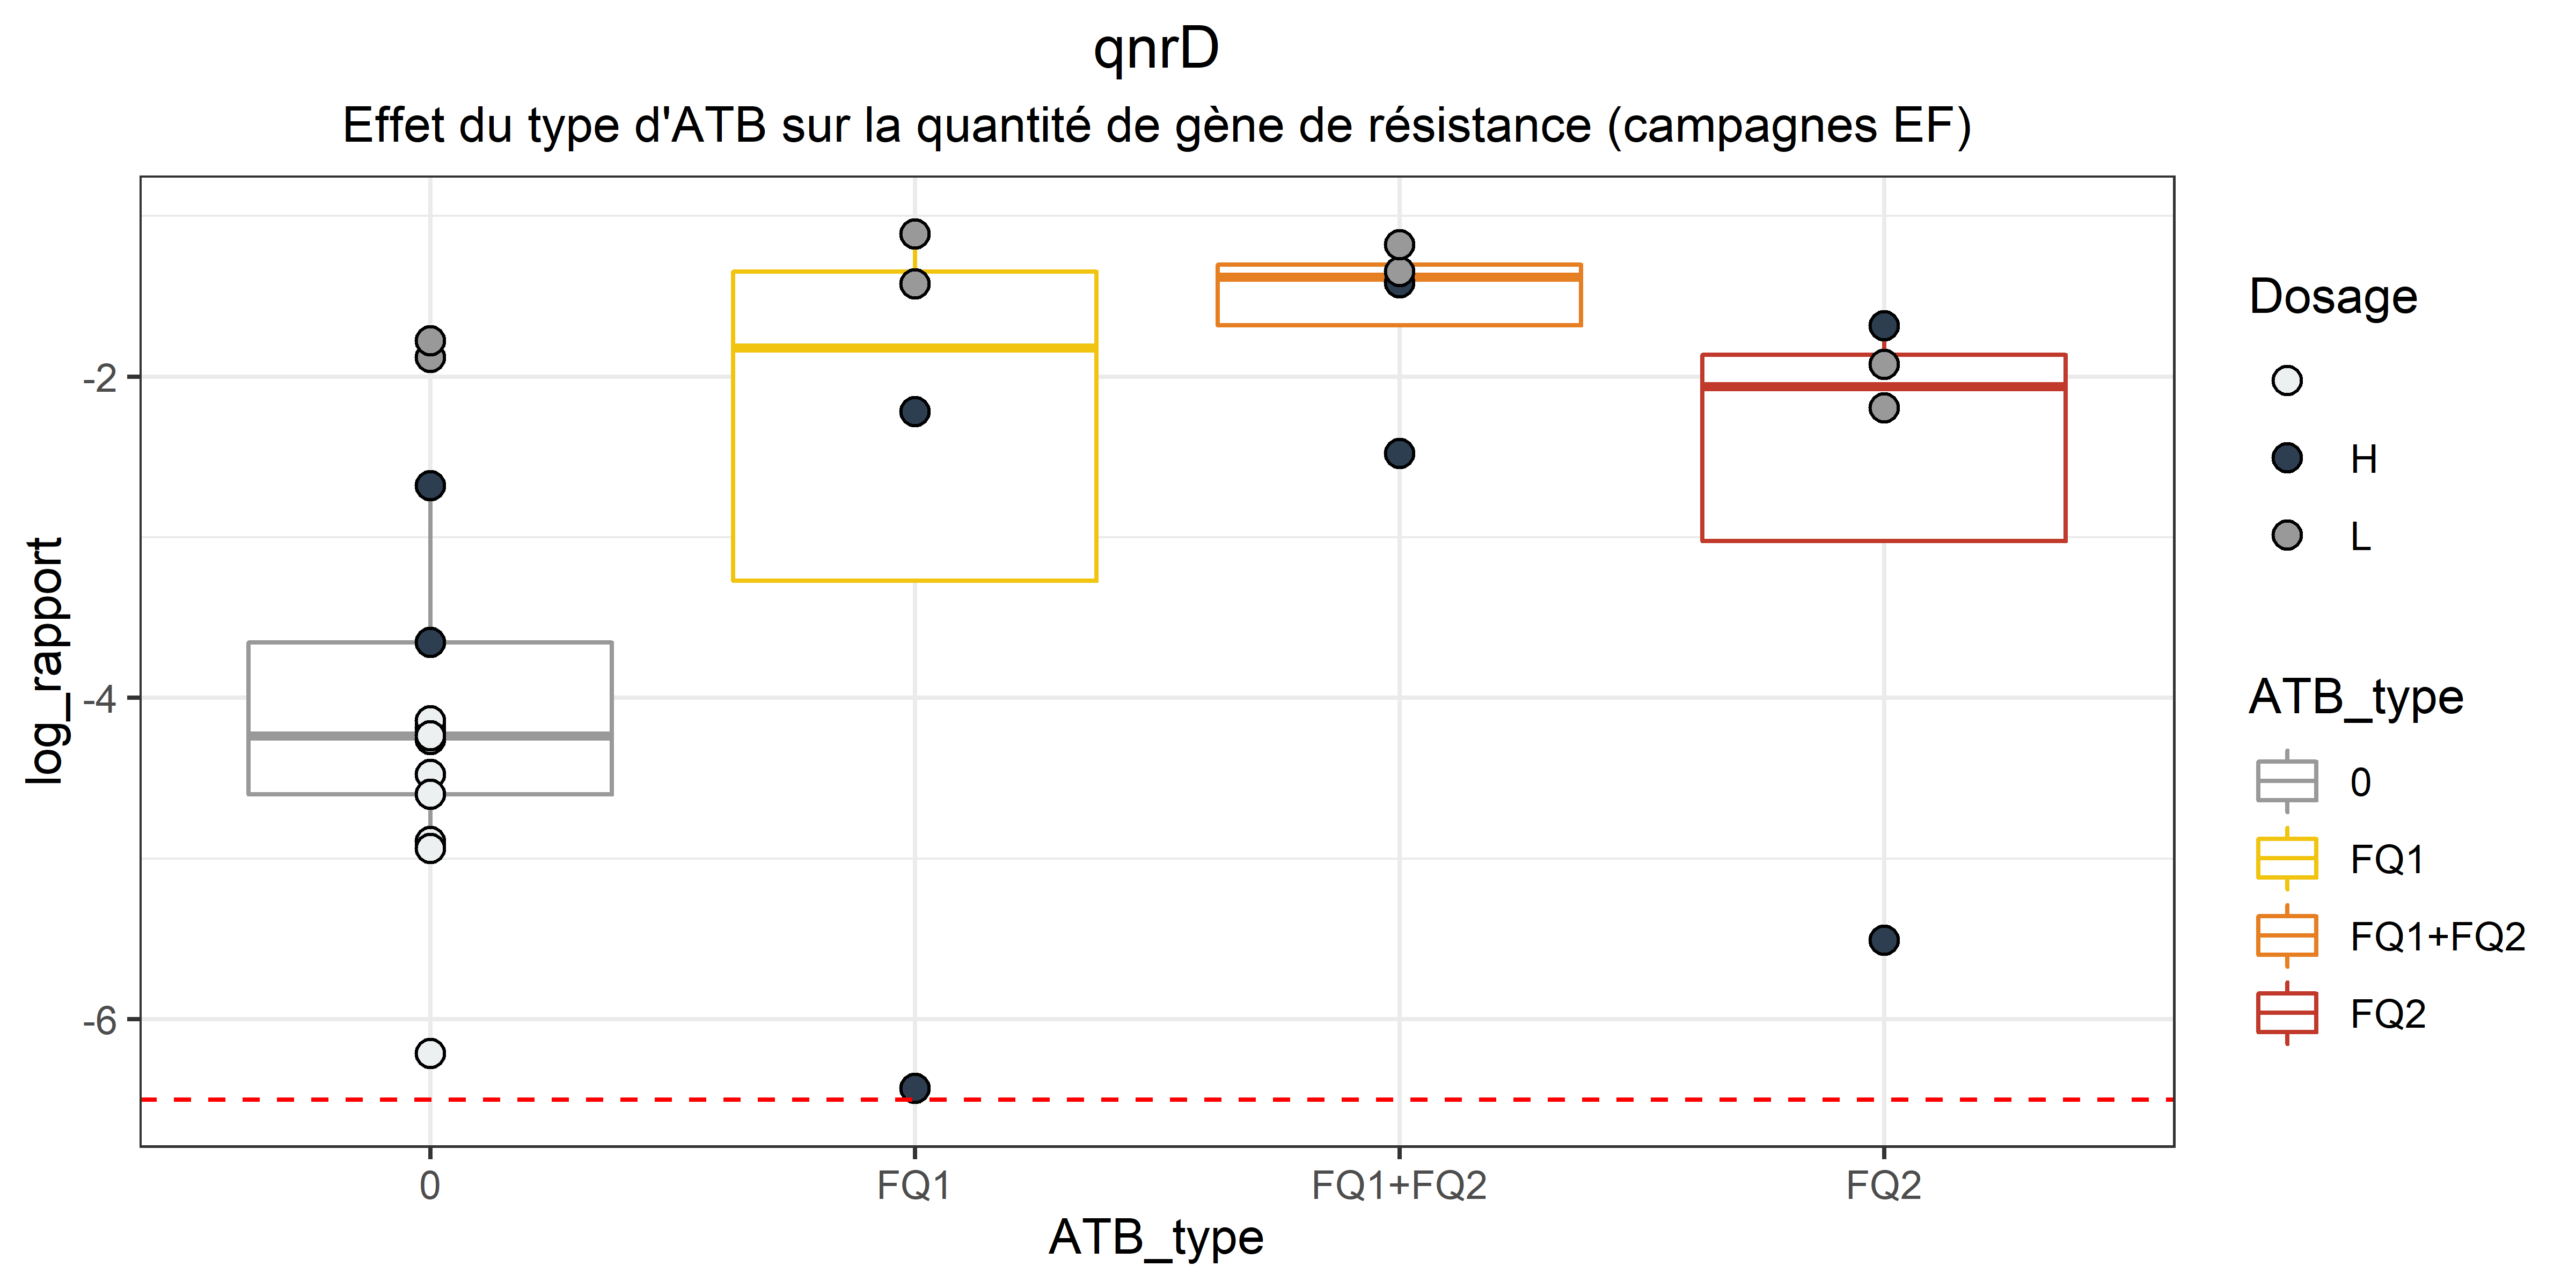 qnrD
Effet du type d'ATB sur la quantité de gène de résistance (campagnes EF)
log_rapport
-2
-4
-6
0
FQ1
FQ1+FQ2
FQ2
ATB_type
Dosage
H
L
ATB_type
0
FQ1
FQ1+FQ2
FQ2